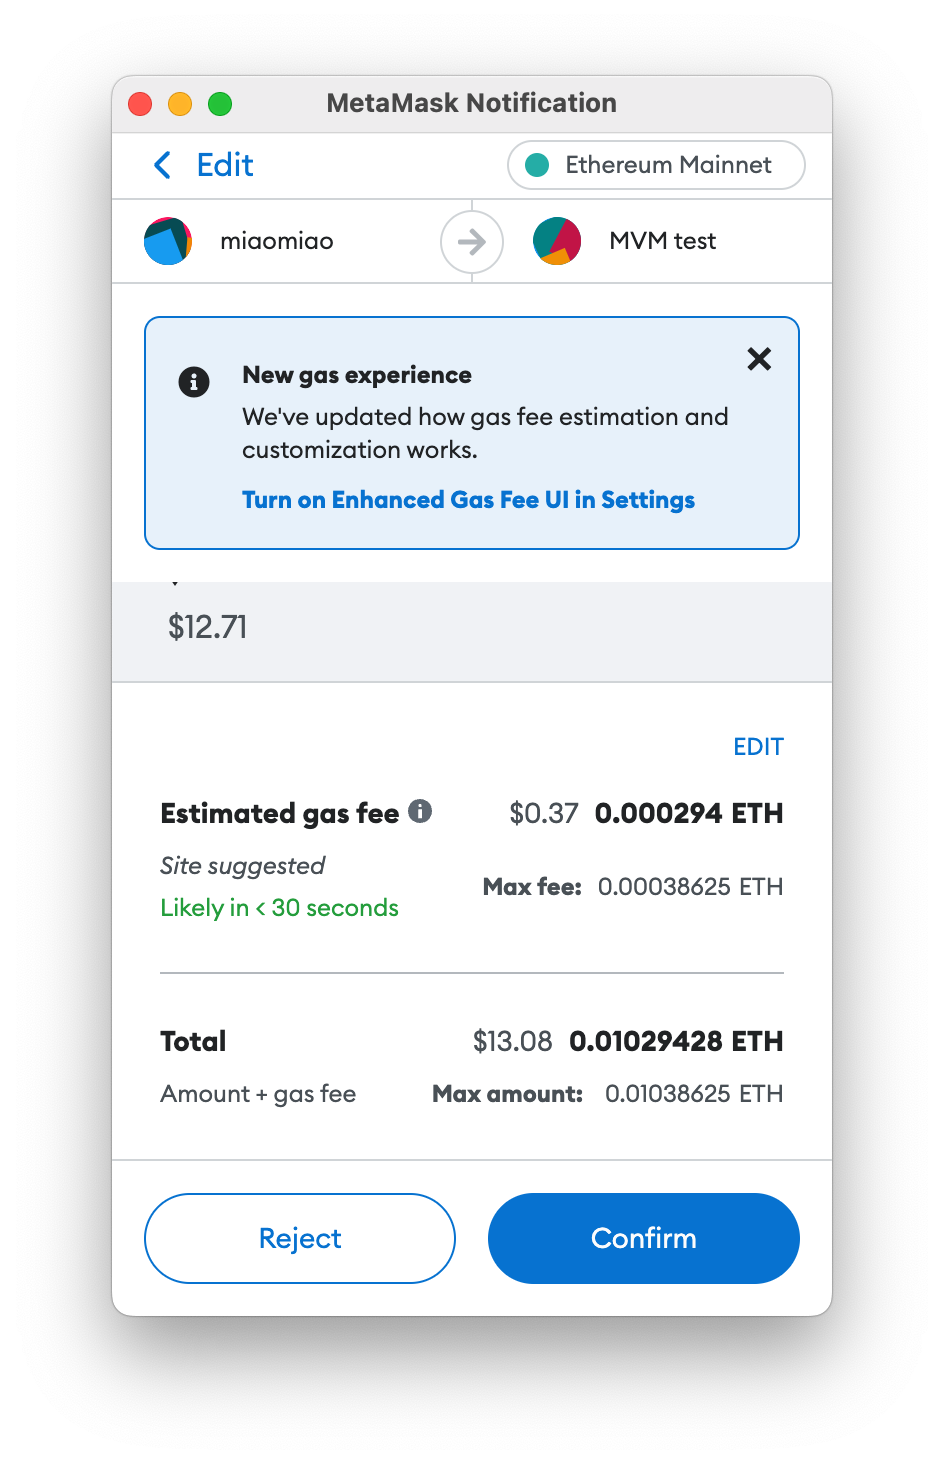 MetaMask Notification
Edit
Ethereum Mainnet
miaomiao
MVM test
New gas experience
We've updated how gas fee estimation and
customization works.
Turn on Enhanced Gas Fee UI in Settings
$12.71
EDIT
Estimated gas fee $0.37 0.000294 ETH
Site suggested
Max fee: 0.00038625 ETH
Likely in < 30 seconds
Total $13.08 0.01029428 ETH
Amount + gas fee Max amount: 0.01038625 ETH
Reject
Confirm